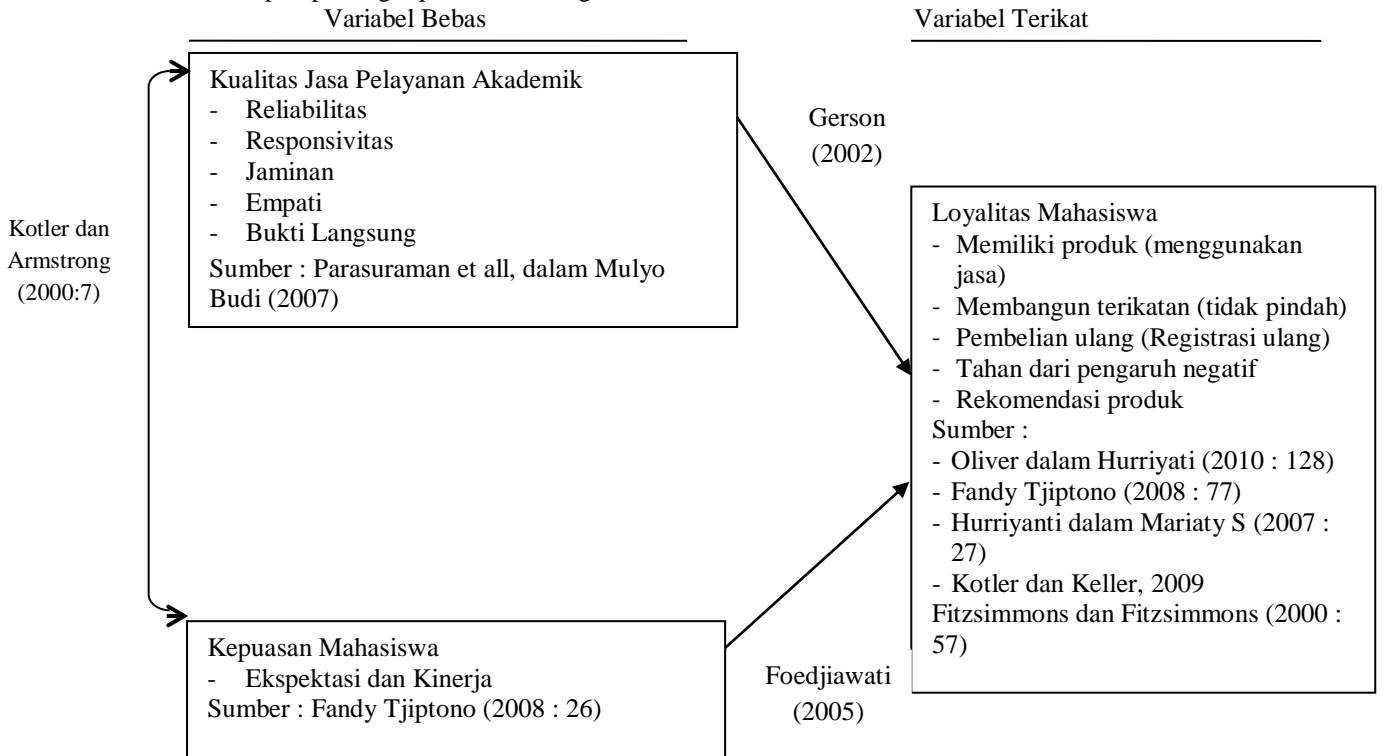 Variabel Bebas
Variabel Terikat
Kualitas Jasa Pelayanan Akademik
- Reliabilitas
- Responsivitas
- Jaminan
- Empati
- Bukti Langsung
Sumber : Parasuraman et all, dalam Mulyo
Budi (2007)
Kotler dan
Armstrong
(2000:7)
Gerson
(2002)
Loyalitas Mahasiswa
- Memiliki produk (menggunakan
jasa)
- Membangun terikatan (tidak pindah)
- Pembelian ulang (Registrasi ulang)
- Tahan dari pengaruh negatif
- Rekomendasi produk
Sumber :
- Oliver dalam Hurriyati (2010 : 128)
- Fandy Tjiptono (2008 : 77)
- Hurriyanti dalam Mariaty S (2007 :
27)
- Kotler dan Keller, 2009
Fitzsimmons dan Fitzsimmons (2000 :
57)
Kepuasan Mahasiswa
- Ekspektasi dan Kinerja
Sumber : Fandy Tjiptono (2008 : 26)
Foedjiawati
(2005)